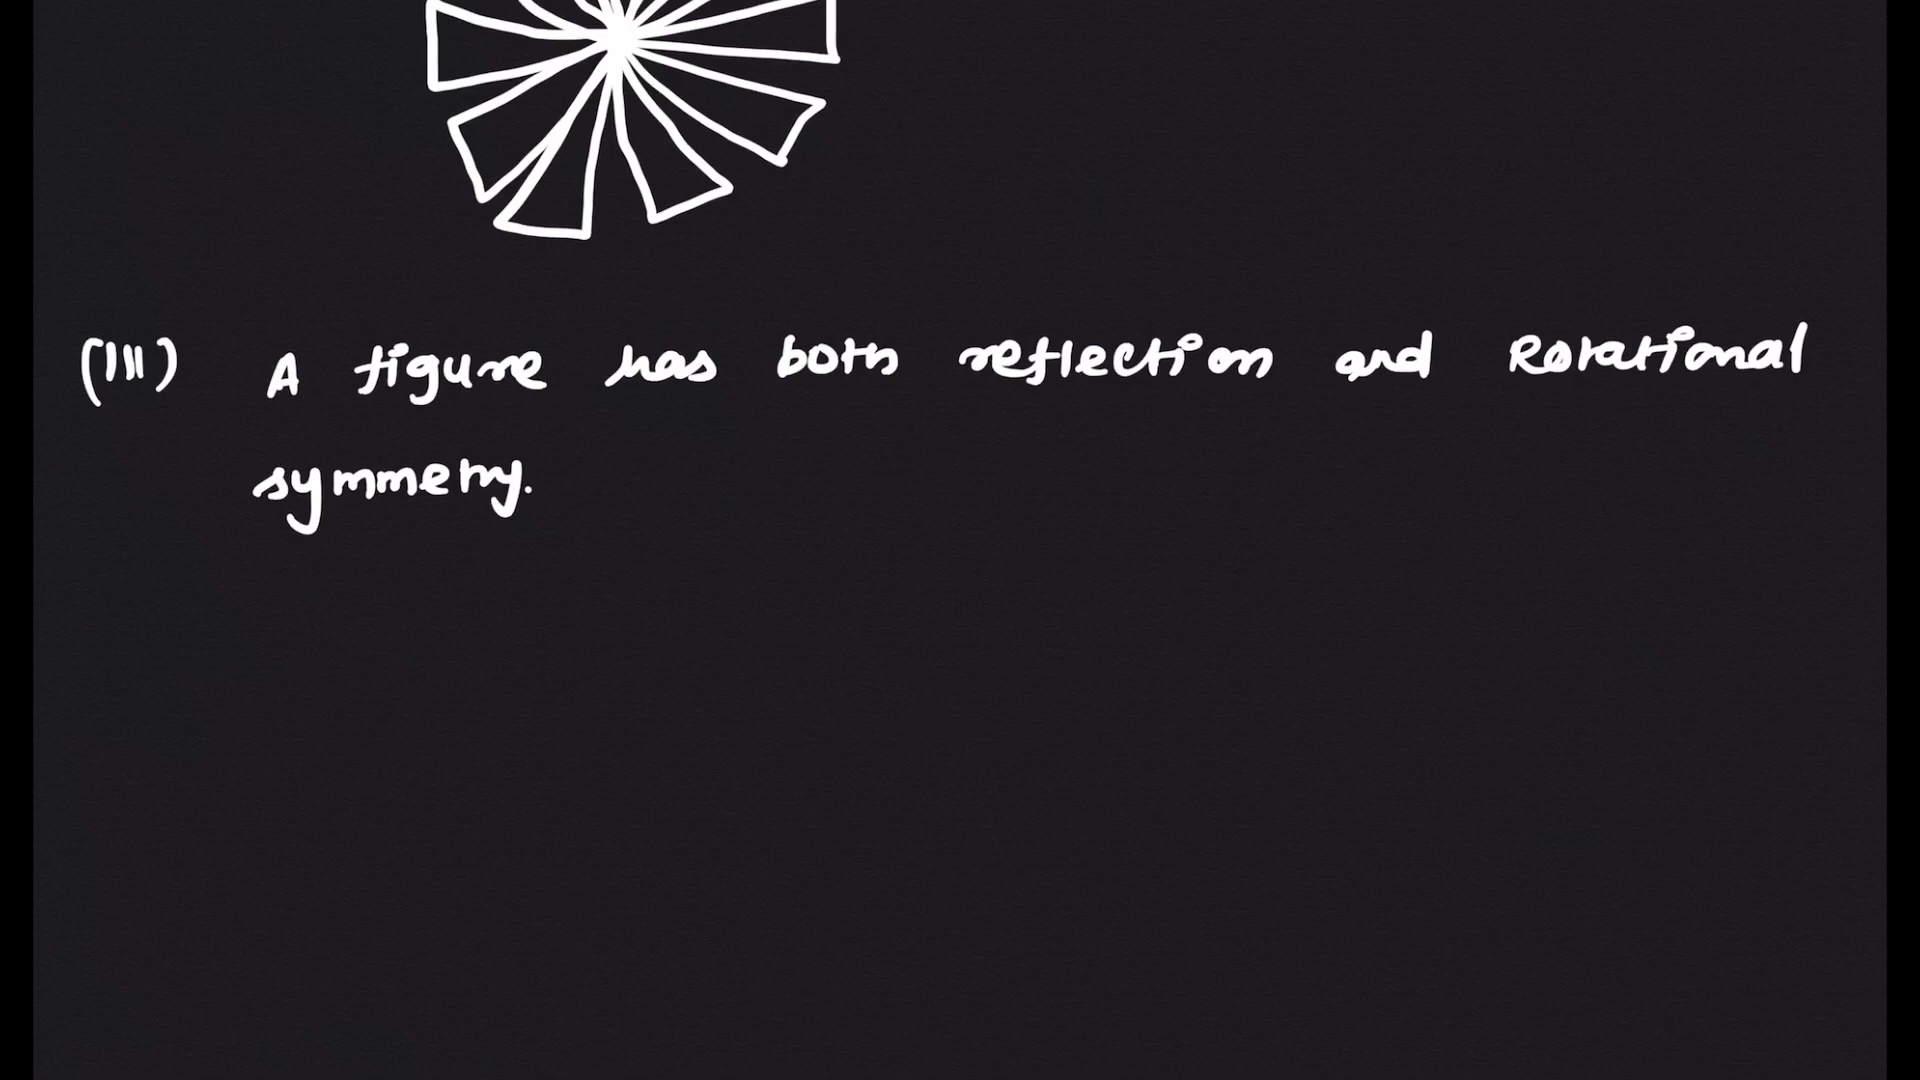 (III) A figure has both reflection and Rotational
symmetry.